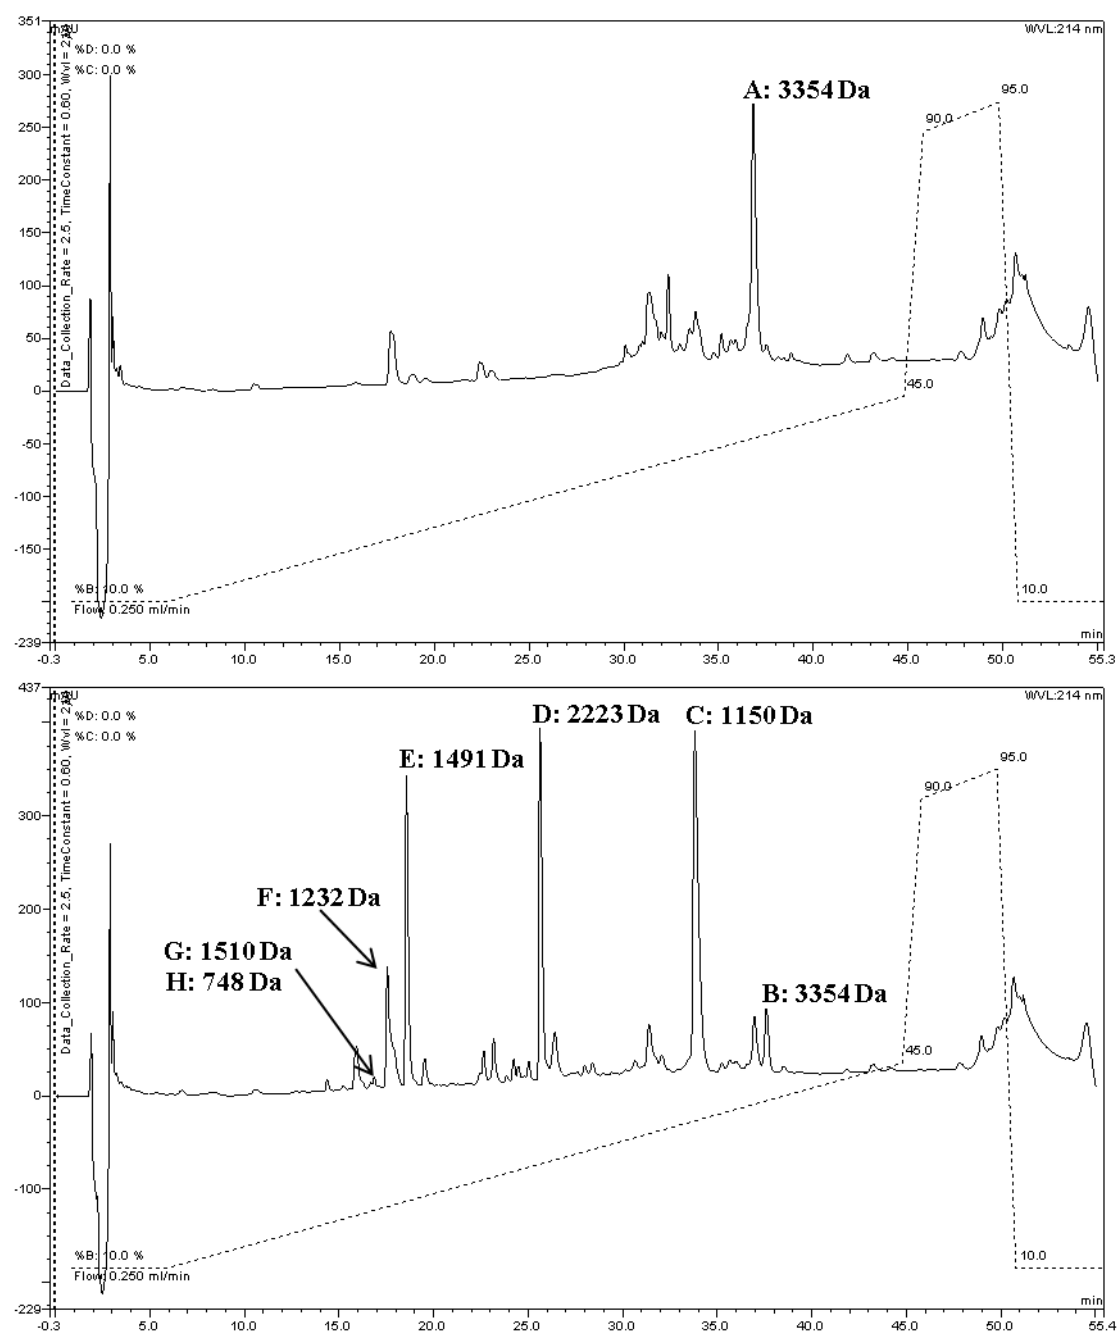 351
mAU
WVL:214 nm
%D: 0.0 %
%C: 0.0 %
Data_Collection_Rate = 2.5, TimeConstant = 0.60, Wvl =
A: 3354 Da
90.0
95.0
300
250
200
150
100
50
0
-50
-100
-150
45.0
%B: 10.0 %
10.0
Flow: 0.250 ml/min
-239
min
-0.3 5.0 10.0 15.0 20.0 25.0 30.0 35.0 40.0 45.0 50.0 55.3
437
mAU
WVL:214 nm
%D: 0.0 %
%C: 0.0 %
Data_Collection_Rate = 2.5, TimeConstant = 0.60, Wvl =
D: 2223 Da
C: 1150 Da
E: 1491 Da
95.0
90.0
300
F: 1232 Da
200
G: 1510 Da
H: 748 Da
B: 3354 Da
100
45.0
0
-100
%B: 10.0 %
10.0
Flow: 0.250 ml/min
-229
min
-0.3 5.0 10.0 15.0 20.0 25.0 30.0 35.0 40.0 45.0 50.0 55.4